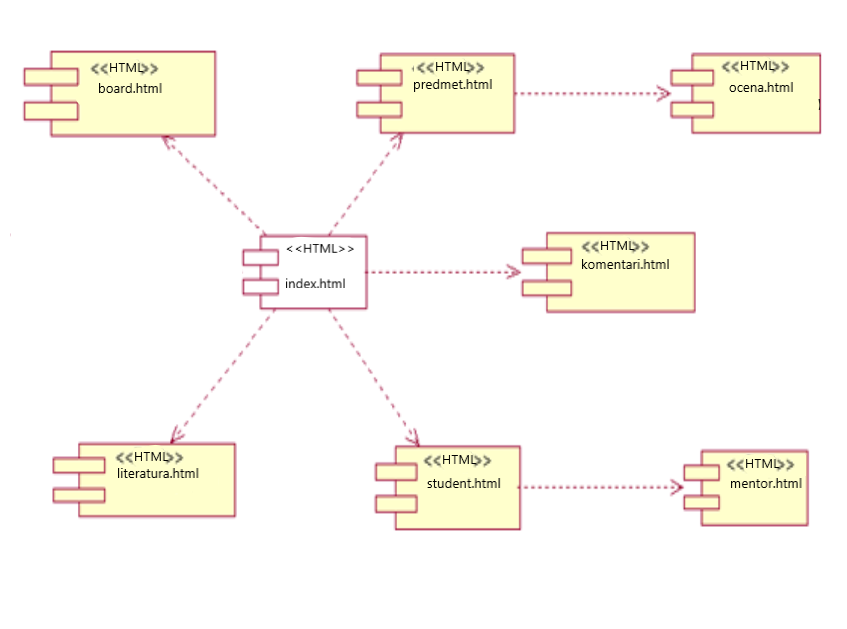 <<HTML>>
board.html
<<HTML>>
predmet.html
<<HTML>>
ocena.html
<<HTML>>
index.html
<<HTML>>
komentari.html
<<HTML>>
literatura.html
<<HTML>>
student.html
<<HTML>>
mentor.html